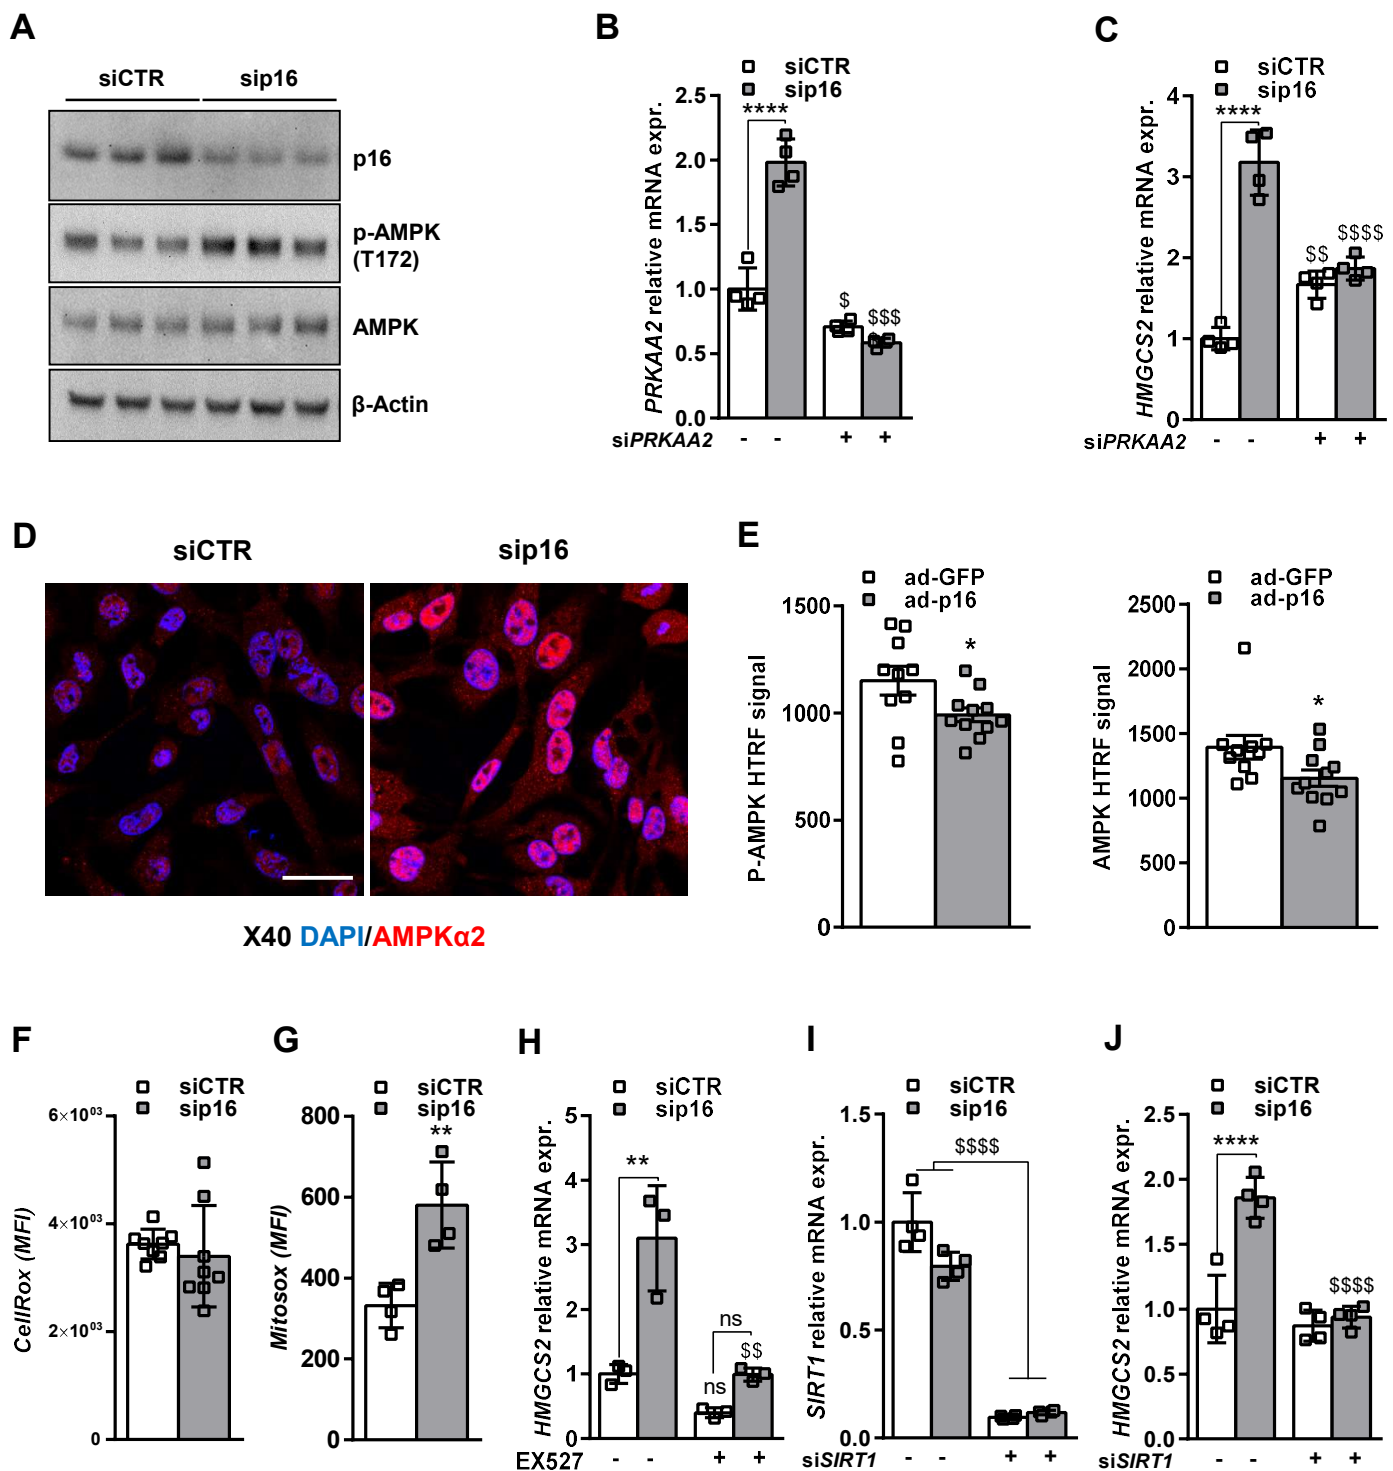 A
siCTR
sip16
p16
p-AMPK
(T172)
AMPK
β-Actin
B
siCTR
sip16
PRKAA2 relative mRNA expr.
2.5
2.0
1.5
1.0
0.5
0.0
****
$
$$$
siPRKAA2
- - + +
C
siCTR
sip16
HMGCS2 relative mRNA expr.
4
3
2
1
0
****
$$
$$$$
siPRKAA2
- - + +
D
siCTR
sip16
X40 DAPI/AMPKα2
E
ad-GFP
ad-p16
P-AMPK HTRF signal
1500
1000
500
0
*
ad-GFP
ad-p16
AMPK HTRF signal
2500
2000
1500
1000
500
0
*
F
siCTR
sip16
CellRox (MFI)
6×10⁰³
4×10⁰³
2×10⁰³
0
G
siCTR
sip16
Mitosox (MFI)
800
600
400
200
0
**
H
siCTR
sip16
HMGCS2 relative mRNA expr.
5
4
3
2
1
0
**
ns
ns
$$
EX527
- - + +
I
siCTR
sip16
SIRT1 relative mRNA expr.
1.5
1.0
0.5
0.0
$$$$
siSIRT1
- - + +
J
siCTR
sip16
HMGCS2 relative mRNA expr.
2.5
2.0
1.5
1.0
0.5
0.0
****
$$$$
siSIRT1
- - + +